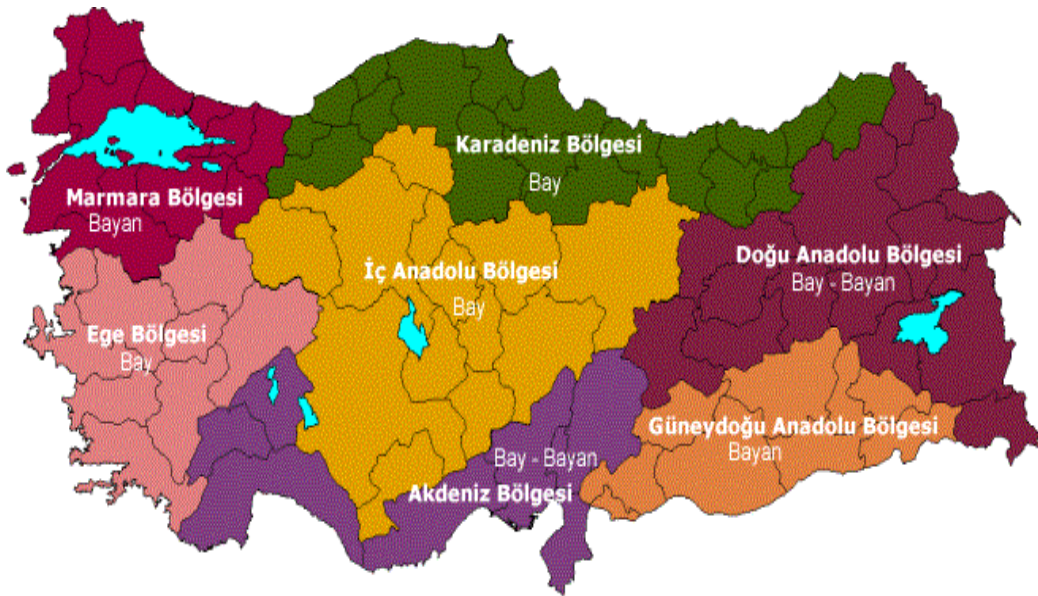 Karadeniz Bölgesi
Bay
Marmara Bölgesi
Bayan
Doğu Anadolu Bölgesi
Bay - Bayan
İç Anadolu Bölgesi
Bay
Ege Bölgesi
Bay
Güneydoğu Anadolu Bölgesi
Bayan
Bay - Bayan
Akdeniz Bölgesi